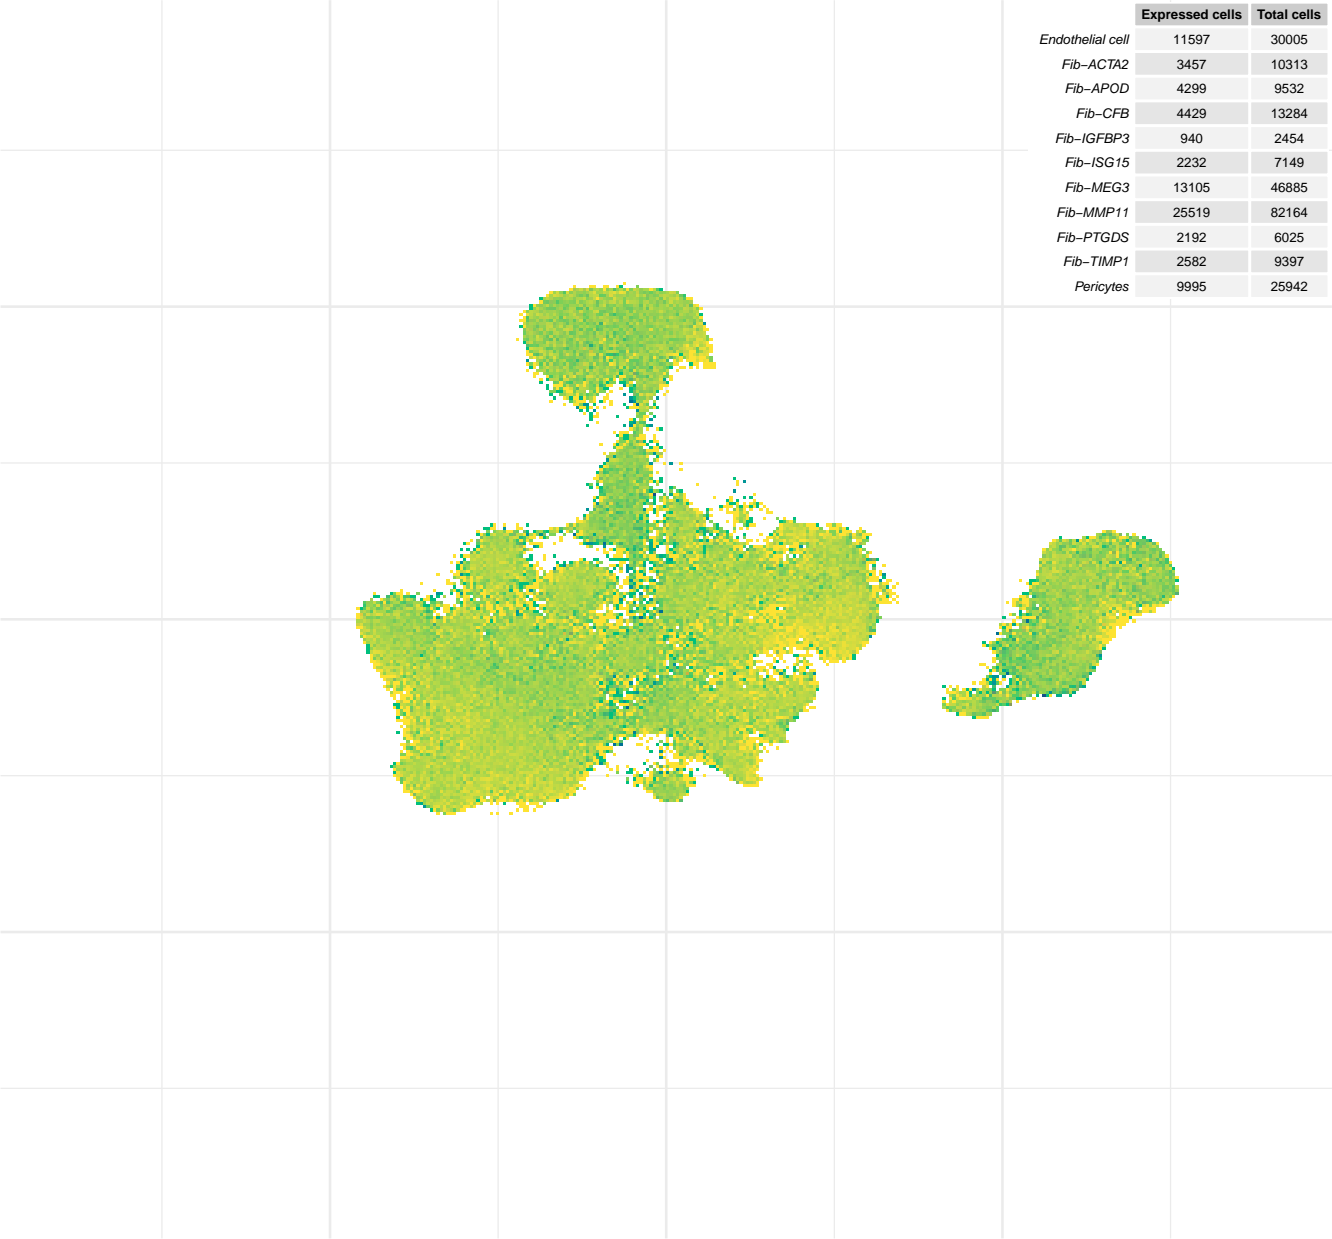 Expressed cells Total cells
Endothelial cell 11597 30005
Fib−ACTA2 3457 10313
Fib−APOD 4299 9532
Fib−CFB 4429 13284
Fib−IGFBP3 940 2454
Fib−ISG15 2232 7149
Fib−MEG3 13105 46885
Fib−MMP11 25519 82164
Fib−PTGDS 2192 6025
Fib−TIMP1 2582 9397
Pericytes 9995 25942